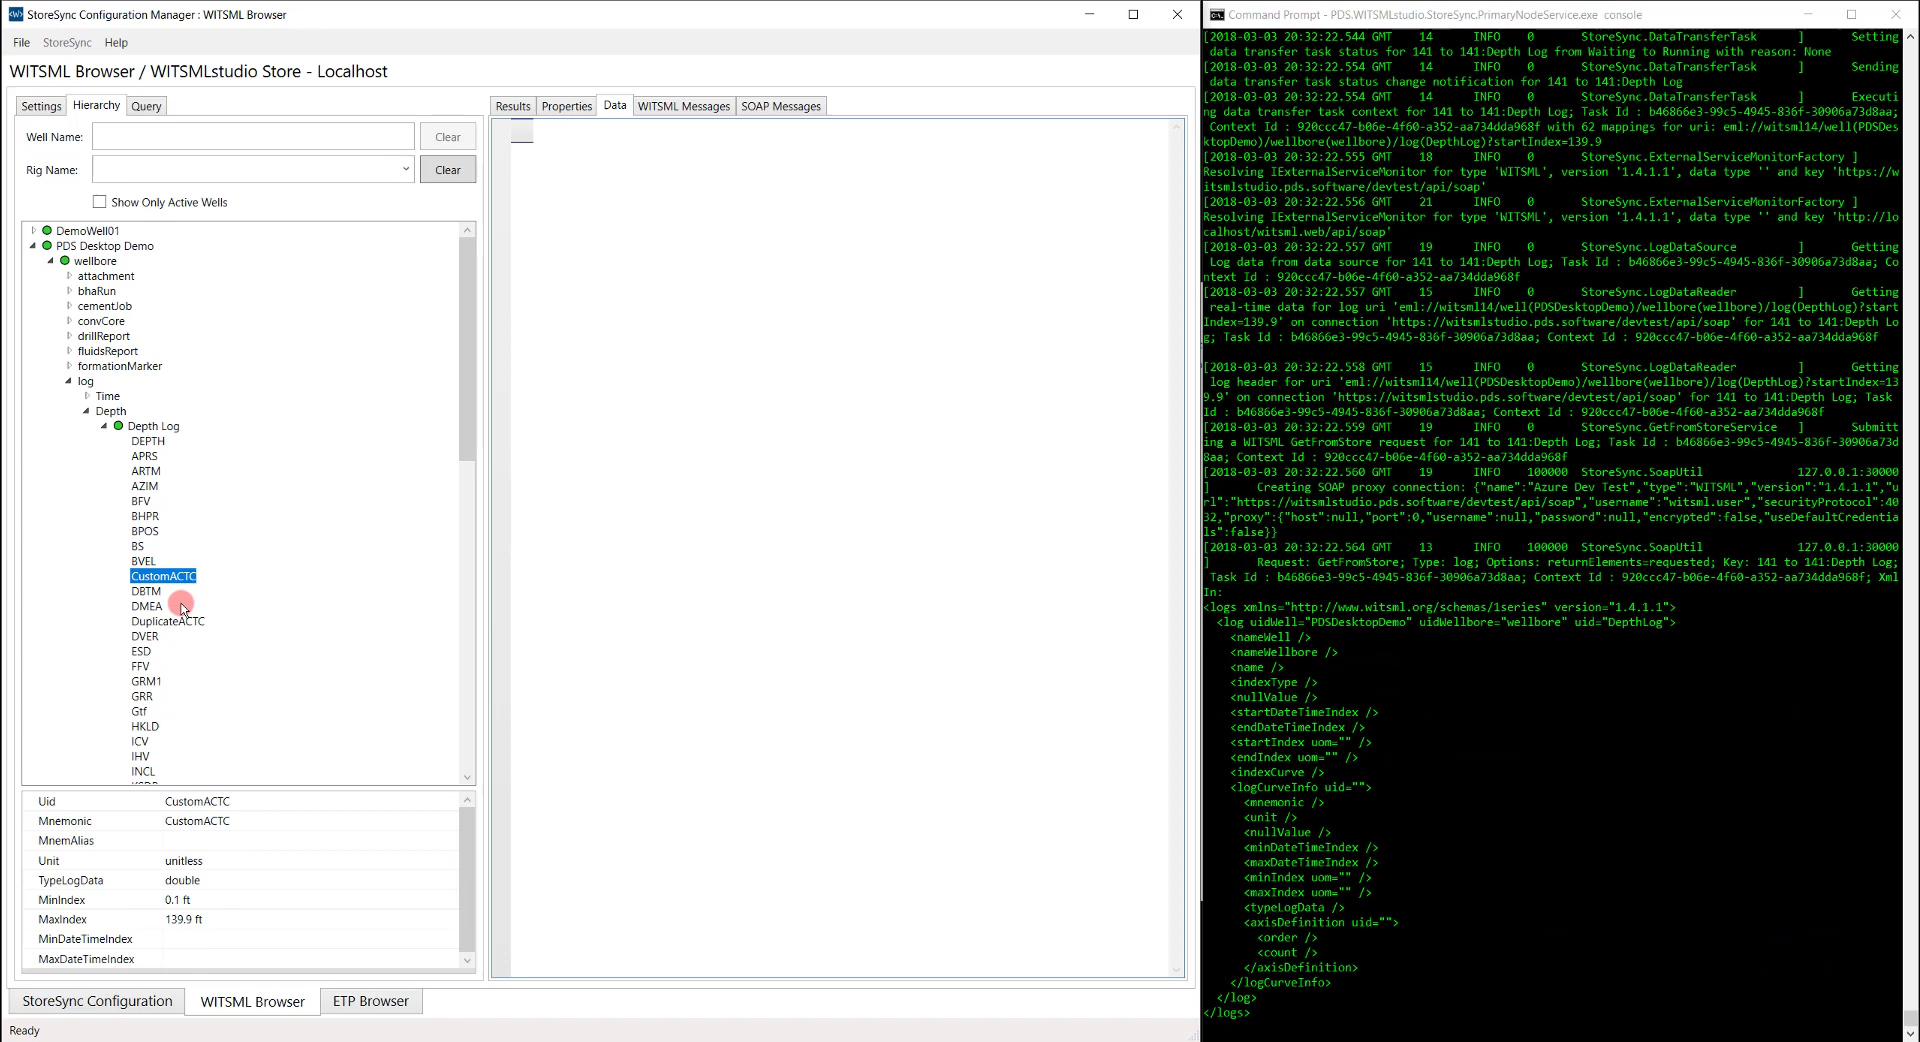 StoreSync Configuration Manager : WITSML Browser
File StoreSync Help
WITSML Browser / WITSMLstudio Store - Localhost
Settings Hierarchy Query
Well Name: Clear
Rig Name: Clear
Show Only Active Wells
DemoWell01
PDS Desktop Demo
wellbore
attachment
bhaRun
cementJob
convCore
drillReport
fluidsReport
formationMarker
log
Time
Depth
Depth Log
DEPTH
APRS
ARTM
AZIM
BFV
BHPR
BPOS
BS
BVEL
CustomACTC
DBTM
DMEA
DuplicateACTC
DVER
ESD
FFV
GRM1
GRR
Gtf
HKLD
ICV
IHV
INCL
Uid CustomACTC
Mnemonic CustomACTC
MnemAlias
Unit unitless
TypeLogData double
MinIndex 0.1 ft
MaxIndex 139.9 ft
MinDateTimeIndex
MaxDateTimeIndex
StoreSync Configuration WITSML Browser ETP Browser
Ready
Results Properties Data WITSML Messages SOAP Messages
Command Prompt - PDS.WITSMLstudio.StoreSync.PrimaryNodeService.exe console
[2018-03-03 20:32:22.544 GMT 14 INFO 0 StoreSync.DataTransferTask ] Setting
data transfer task status for 141 to 141:Depth Log from Waiting to Running with reason: None
[2018-03-03 20:32:22.554 GMT 14 INFO 0 StoreSync.DataTransferTask ] Sending
data transfer task status change notification for 141 to 141:Depth Log
[2018-03-03 20:32:22.554 GMT 14 INFO 0 StoreSync.DataTransferTask ] Executi
ng data transfer task context for 141 to 141:Depth Log; Task Id : b46866e3-99c5-4945-836f-30906a73d8aa;
Context Id : 920ccc47-b06e-4f60-a352-aa734dda968f with 62 mappings for uri: eml://witsml14/well(PDSDes
ktopDemo)/wellbore(wellbore)/log(DepthLog)?startIndex=139.9
[2018-03-03 20:32:22.555 GMT 18 INFO 0 StoreSync.ExternalServiceMonitorFactory ]
Resolving IExternalServiceMonitor for type 'WITSML', version '1.4.1.1', data type '' and key 'https://w
itsmlstudio.pds.software/devtest/api/soap'
[2018-03-03 20:32:22.556 GMT 21 INFO 0 StoreSync.ExternalServiceMonitorFactory ]
Resolving IExternalServiceMonitor for type 'WITSML', version '1.4.1.1', data type '' and key 'http://lo
calhost/witsml.web/api/soap'
[2018-03-03 20:32:22.557 GMT 19 INFO 0 StoreSync.LogDataSource ] Getting
Log data from data source for 141 to 141:Depth Log; Task Id : b46866e3-99c5-4945-836f-30906a73d8aa; Co
ntext Id : 920ccc47-b06e-4f60-a352-aa734dda968f
[2018-03-03 20:32:22.557 GMT 15 INFO 0 StoreSync.LogDataReader ] Getting
real-time data for log uri 'eml://witsml14/well(PDSDesktopDemo)/wellbore(wellbore)/log(DepthLog)?start
Index=139.9' on connection 'https://witsmlstudio.pds.software/devtest/api/soap' for 141 to 141:Depth Lo
g; Task Id : b46866e3-99c5-4945-836f-30906a73d8aa; Context Id : 920ccc47-b06e-4f60-a352-aa734dda968f
[2018-03-03 20:32:22.558 GMT 15 INFO 0 StoreSync.LogDataReader ] Getting
log header for uri 'eml://witsml14/well(PDSDesktopDemo)/wellbore(wellbore)/log(DepthLog)?startIndex=13
9.9' on connection 'https://witsmlstudio.pds.software/devtest/api/soap' for 141 to 141:Depth Log; Task
Id : b46866e3-99c5-4945-836f-30906a73d8aa; Context Id : 920ccc47-b06e-4f60-a352-aa734dda968f
[2018-03-03 20:32:22.559 GMT 19 INFO 0 StoreSync.GetFromStoreService ] Submitt
ing a WITSML GetFromStore request for 141 to 141:Depth Log; Task Id : b46866e3-99c5-4945-836f-30906a73d
8aa; Context Id : 920ccc47-b06e-4f60-a352-aa734dda968f
[2018-03-03 20:32:22.560 GMT 19 INFO 100000 StoreSync.SoapUtil 127.0.0.1:30000
] Creating SOAP proxy connection: {"name":"Azure Dev Test","type":"WITSML","version":"1.4.1.1","u
rl":"https://witsmlstudio.pds.software/devtest/api/soap","username":"witsml.user","securityProtocol":40
32,"proxy":{"host":null,"port":0,"username":null,"password":null,"encrypted":false,"useDefaultCredentia
ls":false}}
[2018-03-03 20:32:22.564 GMT 13 INFO 100000 StoreSync.SoapUtil 127.0.0.1:30000
] Request: GetFromStore; Type: log; Options: returnElements=requested; Key: 141 to 141:Depth Log;
Task Id : b46866e3-99c5-4945-836f-30906a73d8aa; Context Id : 920ccc47-b06e-4f60-a352-aa734dda968f; Xml
In:
<logs xmlns="http://www.witsml.org/schemas/1series" version="1.4.1.1">
<log uidWell="PDSDesktopDemo" uidWellbore="wellbore" uid="DepthLog">
<nameWell />
<nameWellbore />
<name />
<indexType />
<nullValue />
<startDateTimeIndex />
<endDateTimeIndex />
<startIndex uom="" />
<endIndex uom="" />
<indexCurve />
<logCurveInfo uid="">
<mnemonic />
<unit />
<nullValue />
<minDateTimeIndex />
<maxDateTimeIndex />
<minIndex uom="" />
<maxIndex uom="" />
<typeLogData />
<axisDefinition uid="">
<order />
<count />
</axisDefinition>
</logCurveInfo>
</log>
</logs>